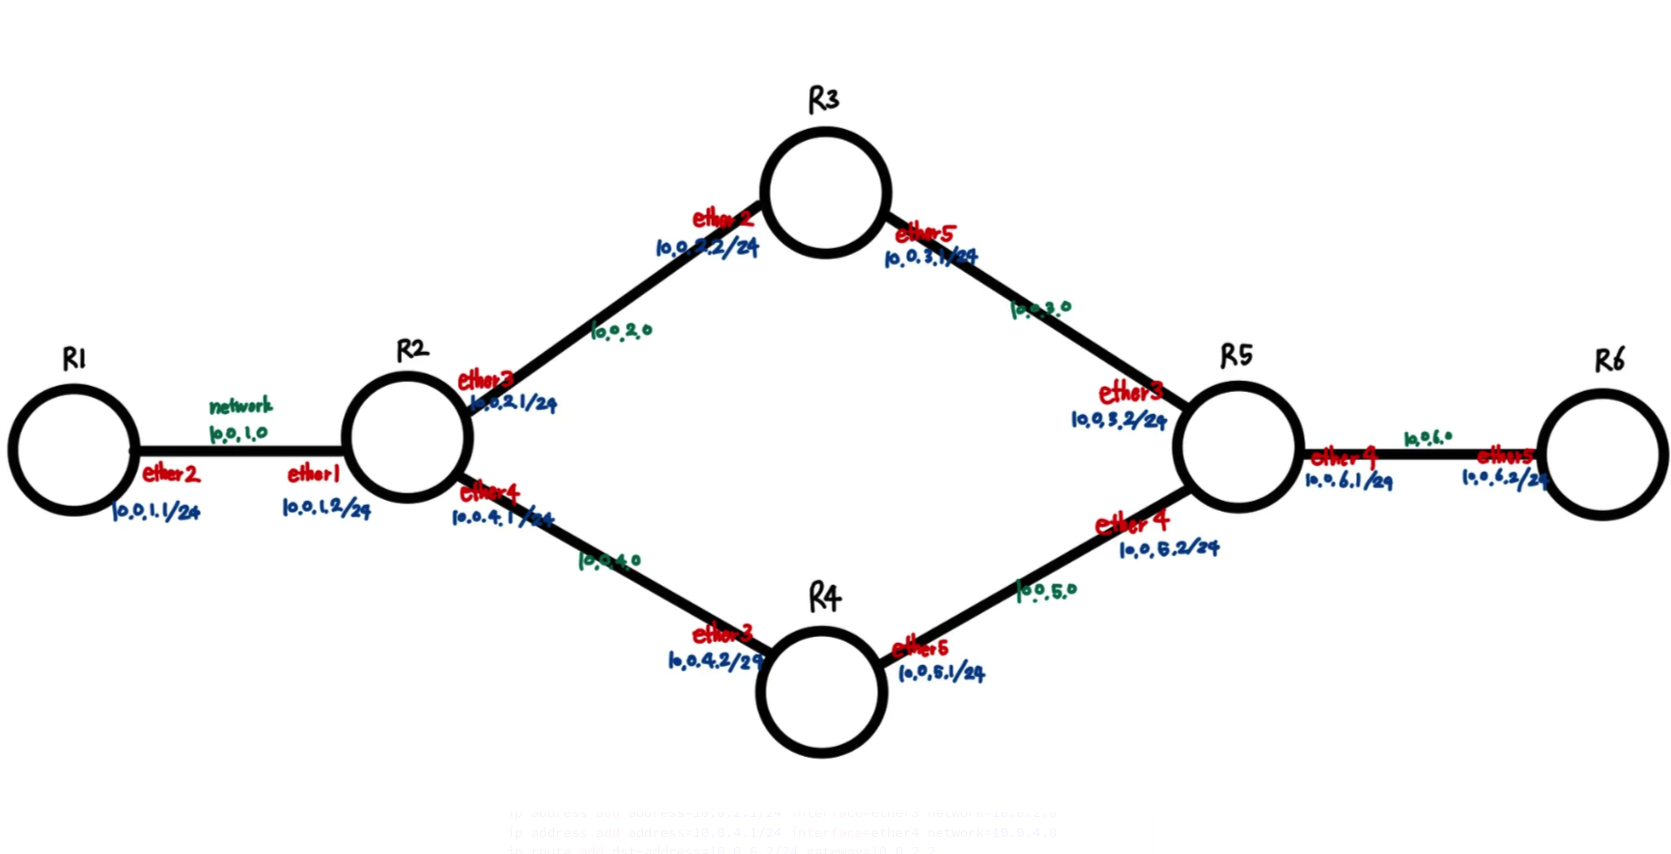 R3
ether2
10.0.2.2/24
ether5
10.0.3.1/24
10.0.2.0
10.0.3.0
R1
R2
R5
R6
network
10.0.1.0
ether2
10.0.1.1/24
ether1
10.0.1.2/24
ether3
10.0.2.1/24
ether4
10.0.4.1/24
ether3
10.0.3.2/24
ether4
10.0.6.1/24
10.0.6.0
ether5
10.0.6.2/24
ether4
10.0.5.2/24
10.0.4.0
10.0.5.0
R4
ether3
10.0.4.2/24
ether5
10.0.5.1/24
ip address add address=10.0.2.1/24 interface=ether3 network=10.0.2.0
ip address add address=10.0.4.1/24 interface=ether4 network=10.0.4.0
ip route add dst-address=10.0.6.2/24 gateway=10.0.2.2